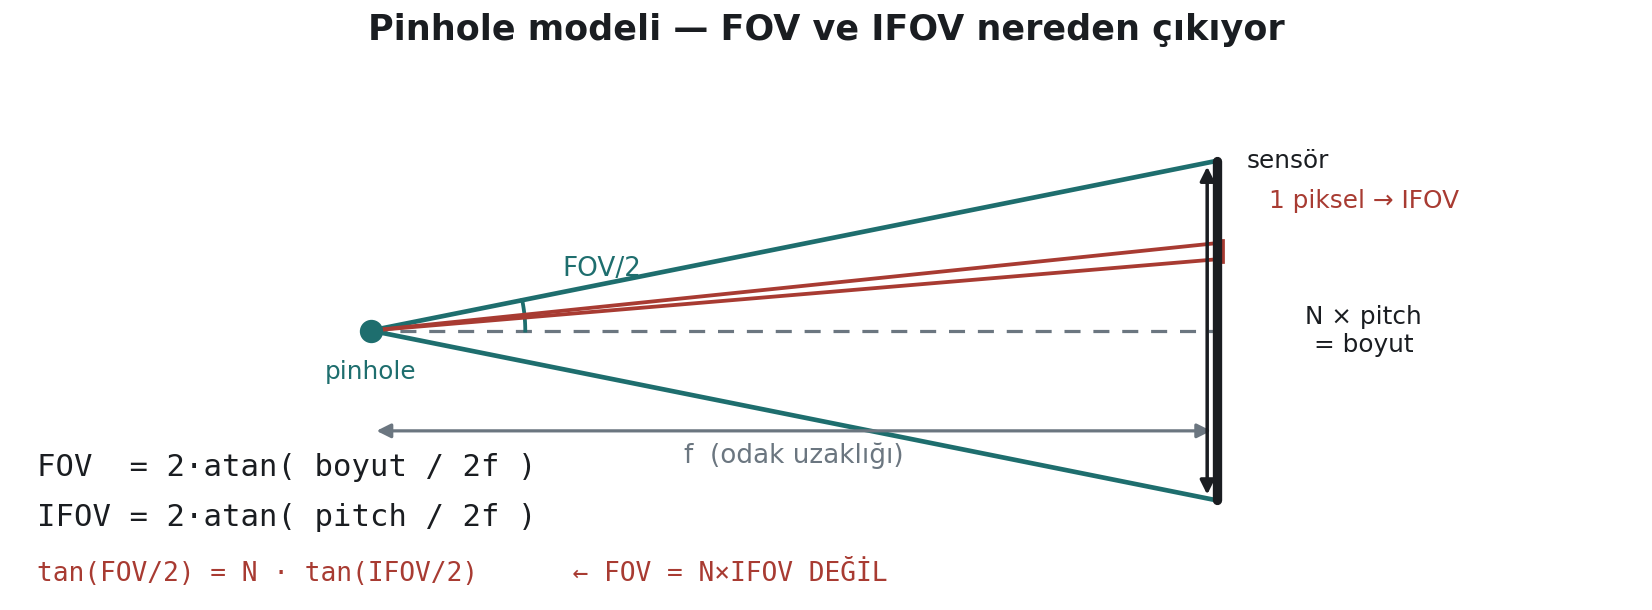 Pinhole modeli — FOV ve IFOV nereden çıkıyor
sensör
1 piksel → IFOV
FOV/2
N × pitch
= boyut
pinhole
f (odak uzaklığı)
FOV = 2·atan( boyut / 2f )
IFOV = 2·atan( pitch / 2f )
tan(FOV/2) = N · tan(IFOV/2) ← FOV = N×IFOV DEĞİL